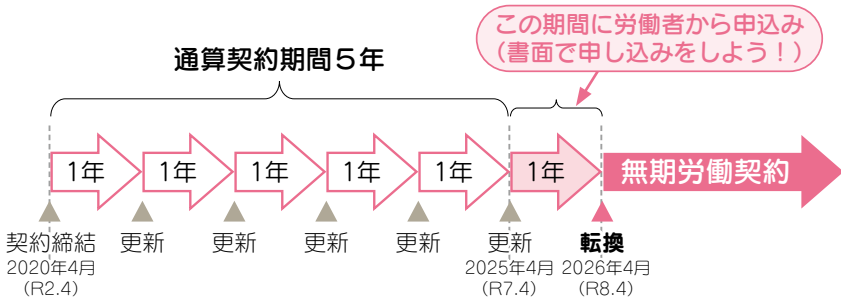 この期間に労働者から申込み
（書面で申し込みをしよう！）
通算契約期間５年
1年
1年
1年
1年
1年
1年
無期労働契約
契約締結
更新
更新
更新
更新
更新
転換
2020年4月
（R2.4）
2025年4月
（R7.4）
2026年4月
（R8.4）